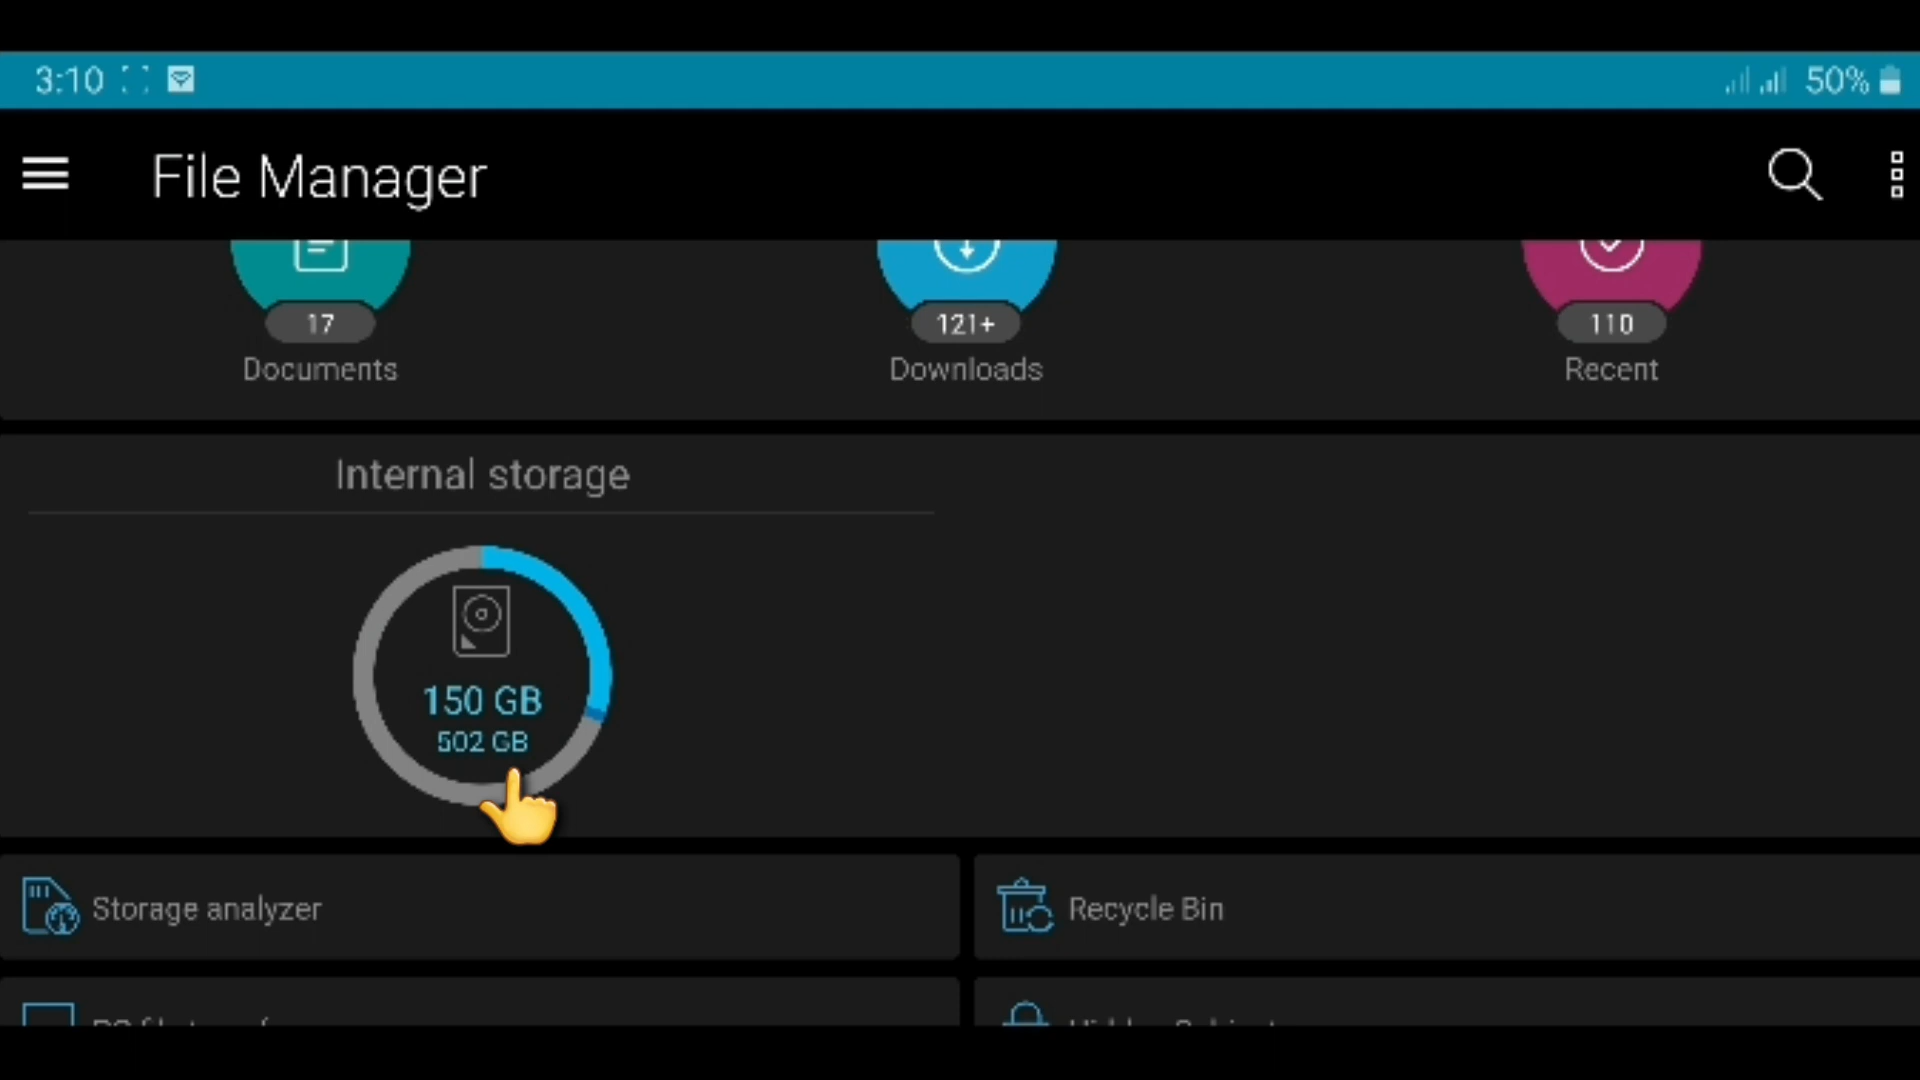 3:10
50%
File Manager
17
121+
110
Documents
Downloads
Recent
Internal storage
150 GB
502 GB
Storage analyzer
Recycle Bin